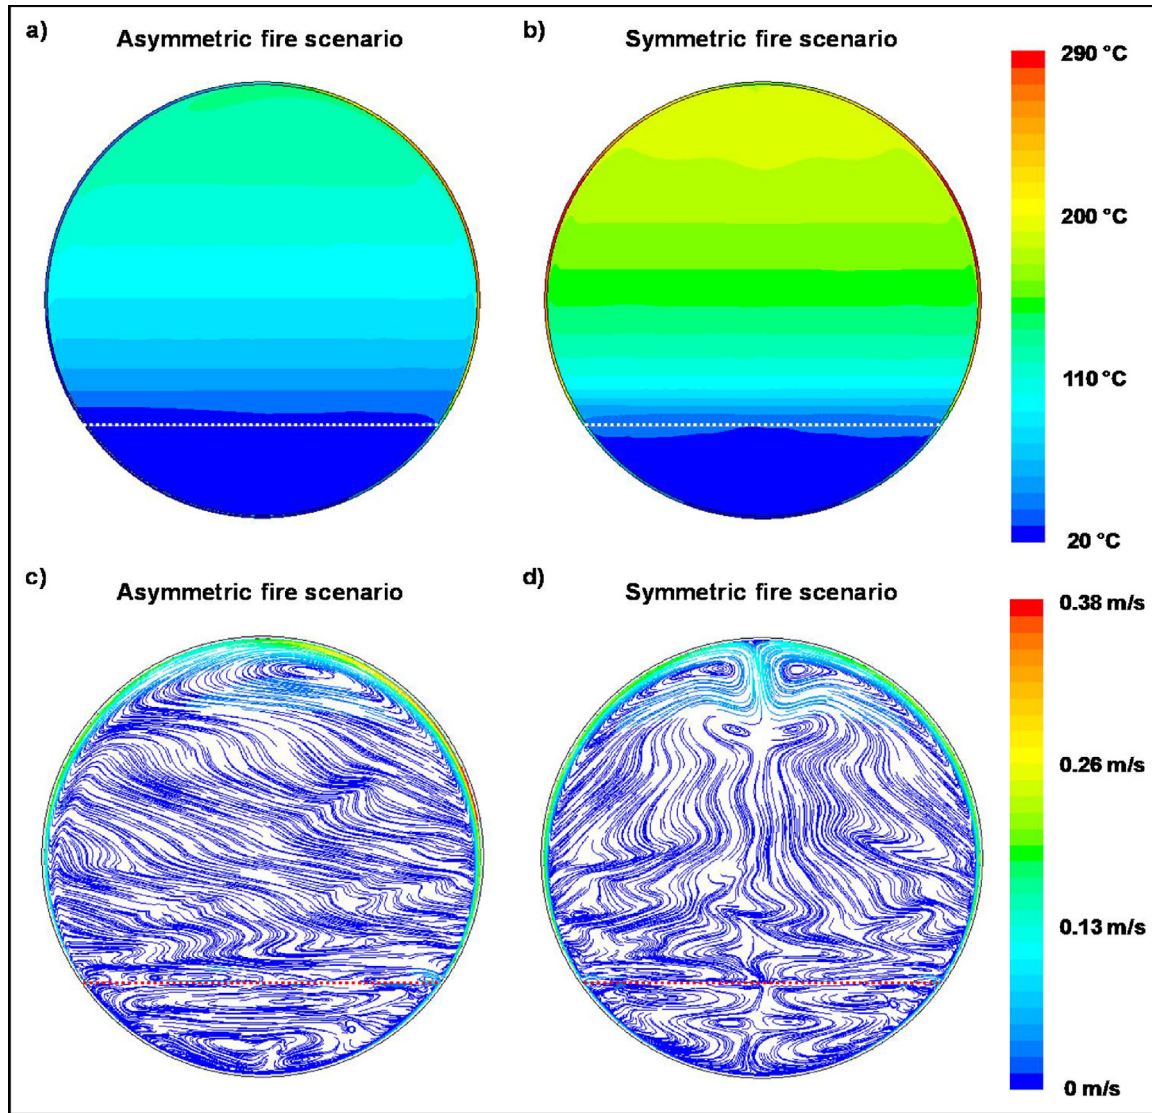 a)
Asymmetric fire scenario
b)
Symmetric fire scenario
290 °C
200 °C
110 °C
20 °C
c)
Asymmetric fire scenario
d)
Symmetric fire scenario
0.38 m/s
0.26 m/s
0.13 m/s
0 m/s